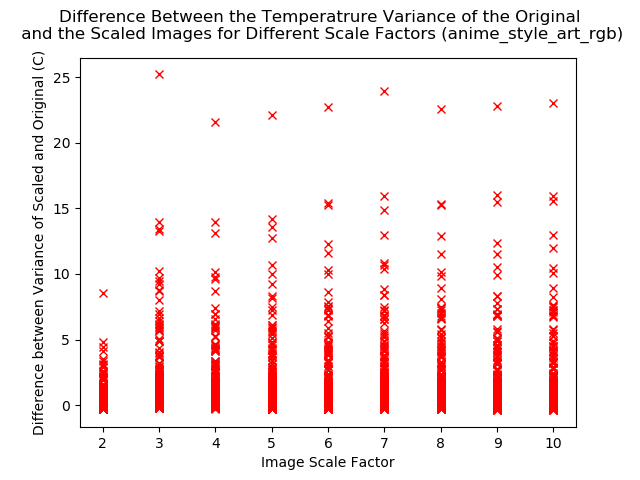 Difference Between the Temperatrure Variance of the Original
and the Scaled Images for Different Scale Factors (anime_style_art_rgb)
Difference between Variance of Scaled and Original (C)
25
20
15
10
5
0
2 3 4 5 6 7 8 9 10
Image Scale Factor